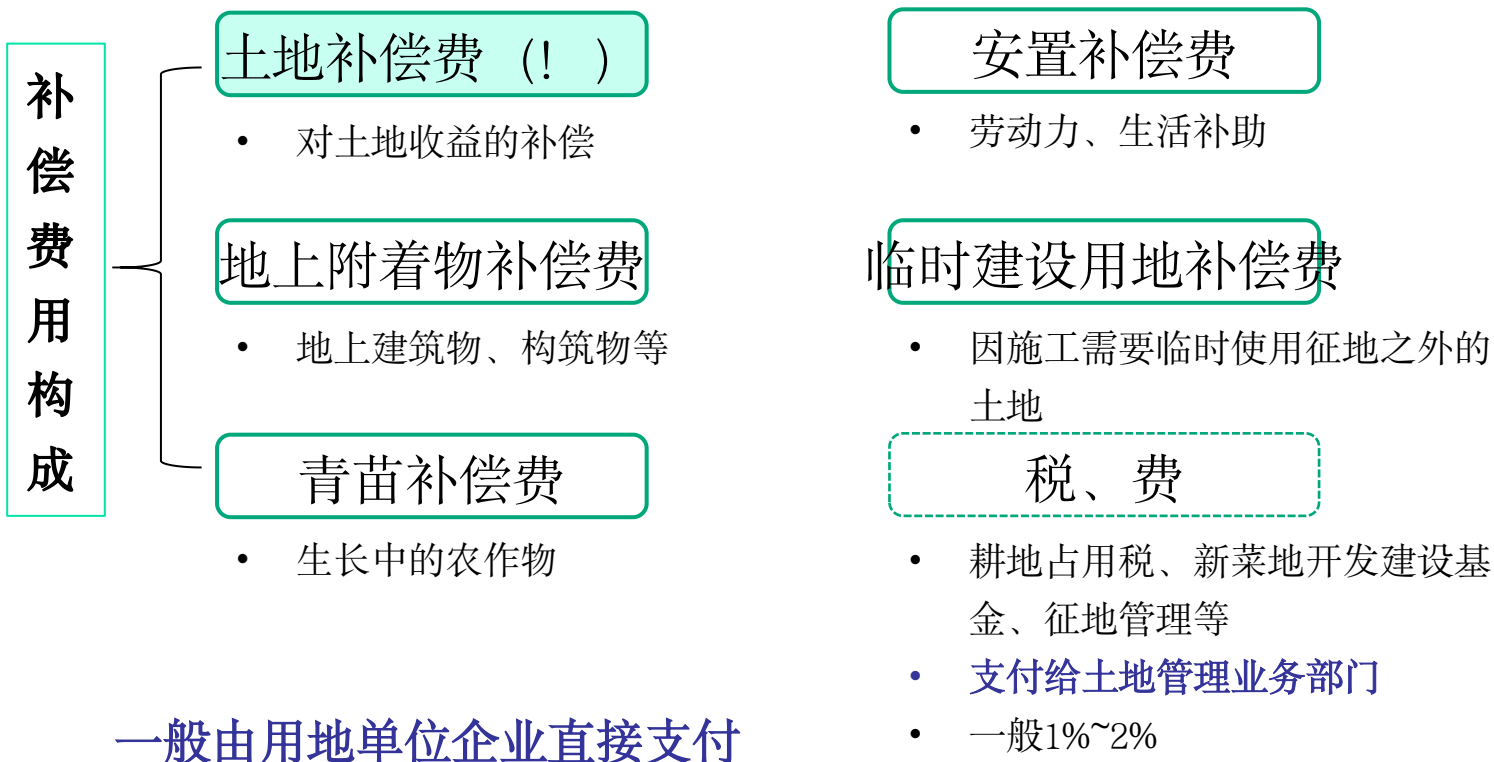 补偿费用构成
土地补偿费（! ）
• 对土地收益的补偿
地上附着物补偿费
• 地上建筑物、构筑物等
青苗补偿费
• 生长中的农作物
一般由用地单位企业直接支付
安置补偿费
• 劳动力、生活补助
临时建设用地补偿费
• 因施工需要临时使用征地之外的
土地
税、费
• 耕地占用税、新菜地开发建设基
金、征地管理等
• 支付给土地管理业务部门
• 一般1%~2%